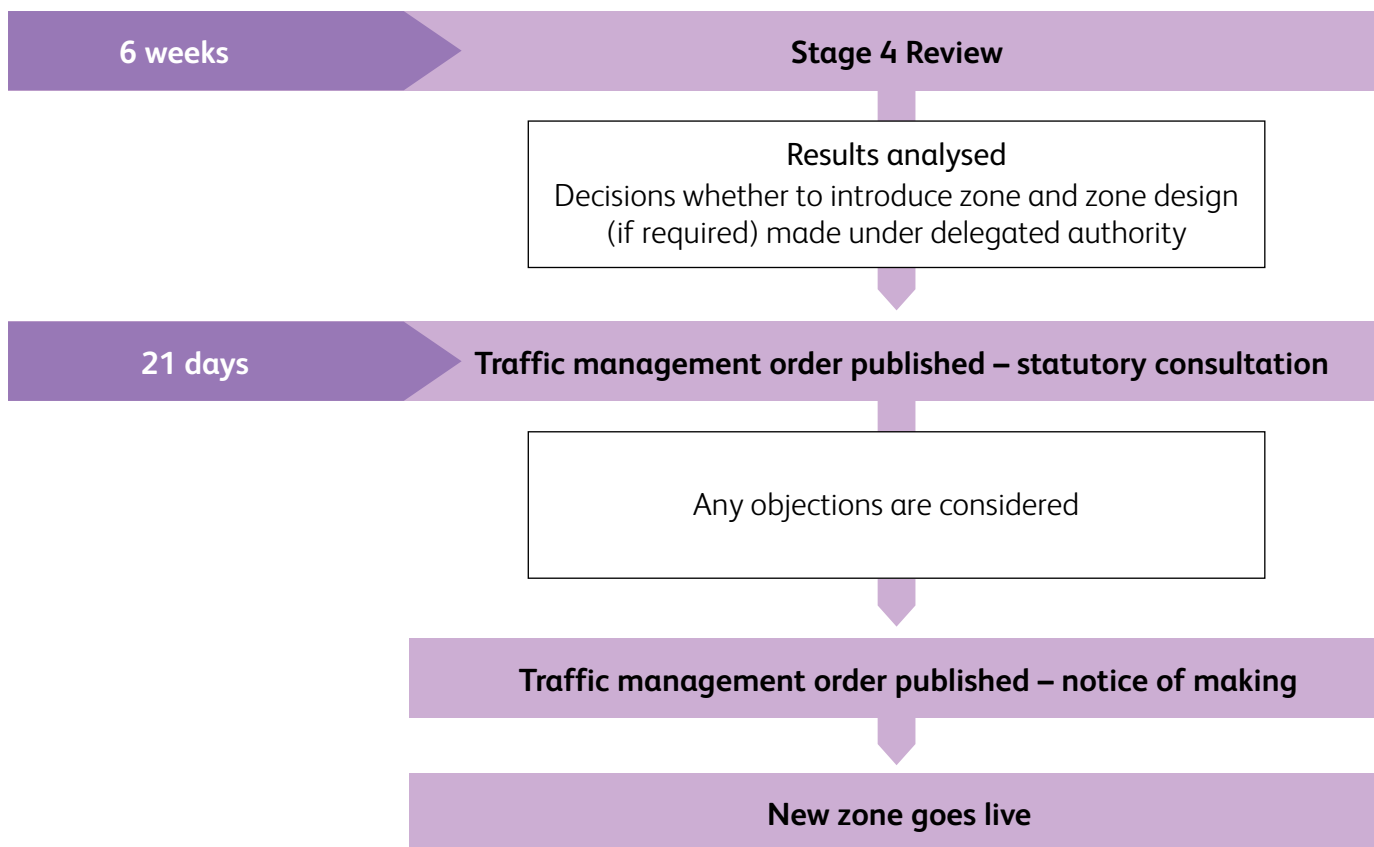 6 weeks
Stage 4 Review
Results analysed
Decisions whether to introduce zone and zone design
(if required) made under delegated authority
21 days
Traffic management order published – statutory consultation
Any objections are considered
Traffic management order published – notice of making
New zone goes live